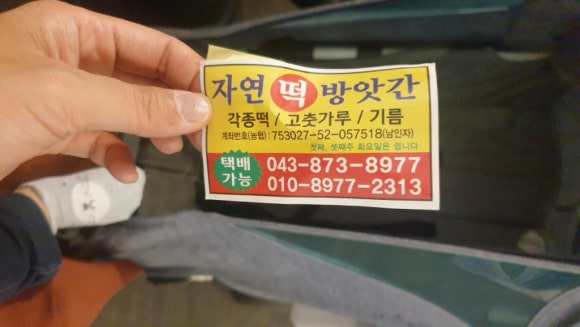 자연 떡 방앗간
각종떡 / 고춧가루 / 기름
계좌번호(농협) : 753027-52-057518(남인자)
첫째, 셋째주 화요일은 쉽니다
택배 가능
043-873-8977
010-8977-2313